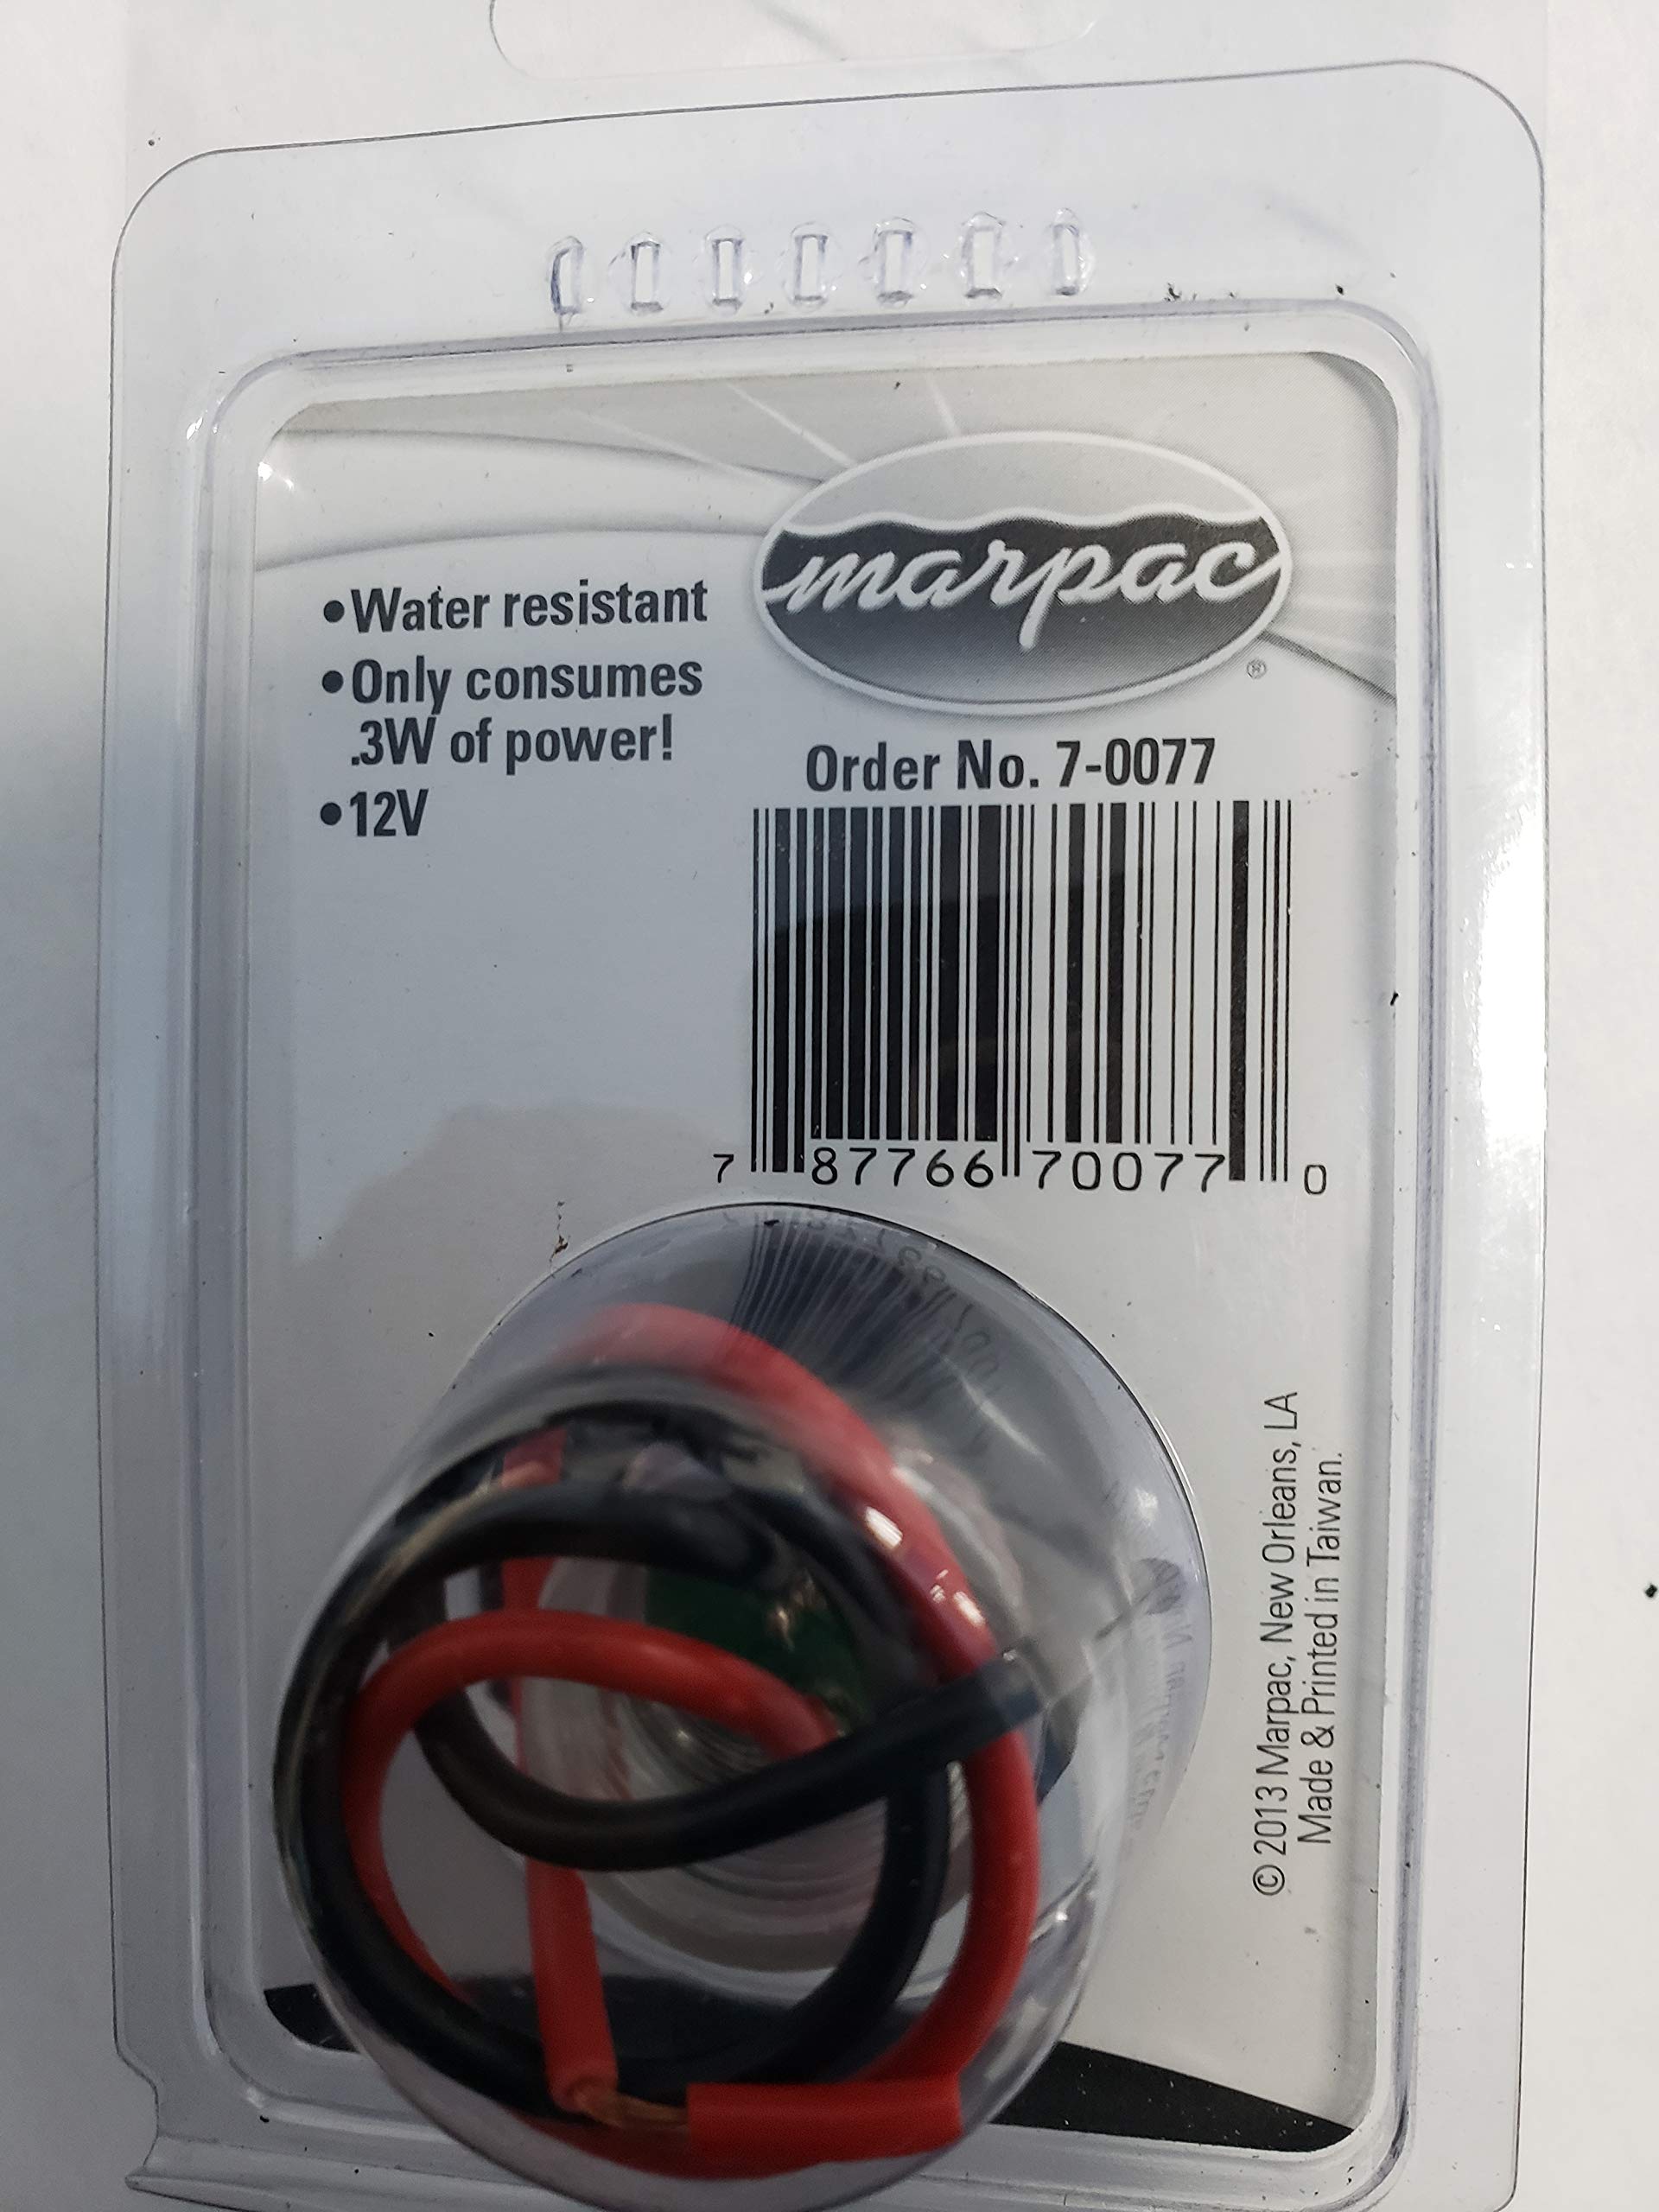 •Water resistant
•Only consumes
.3W of power!
•12V
marpac
®
Order No. 7-0077
7 87766 70077 0
© 2013 Marpac, New Orleans, LA
Made & Printed in Taiwan.